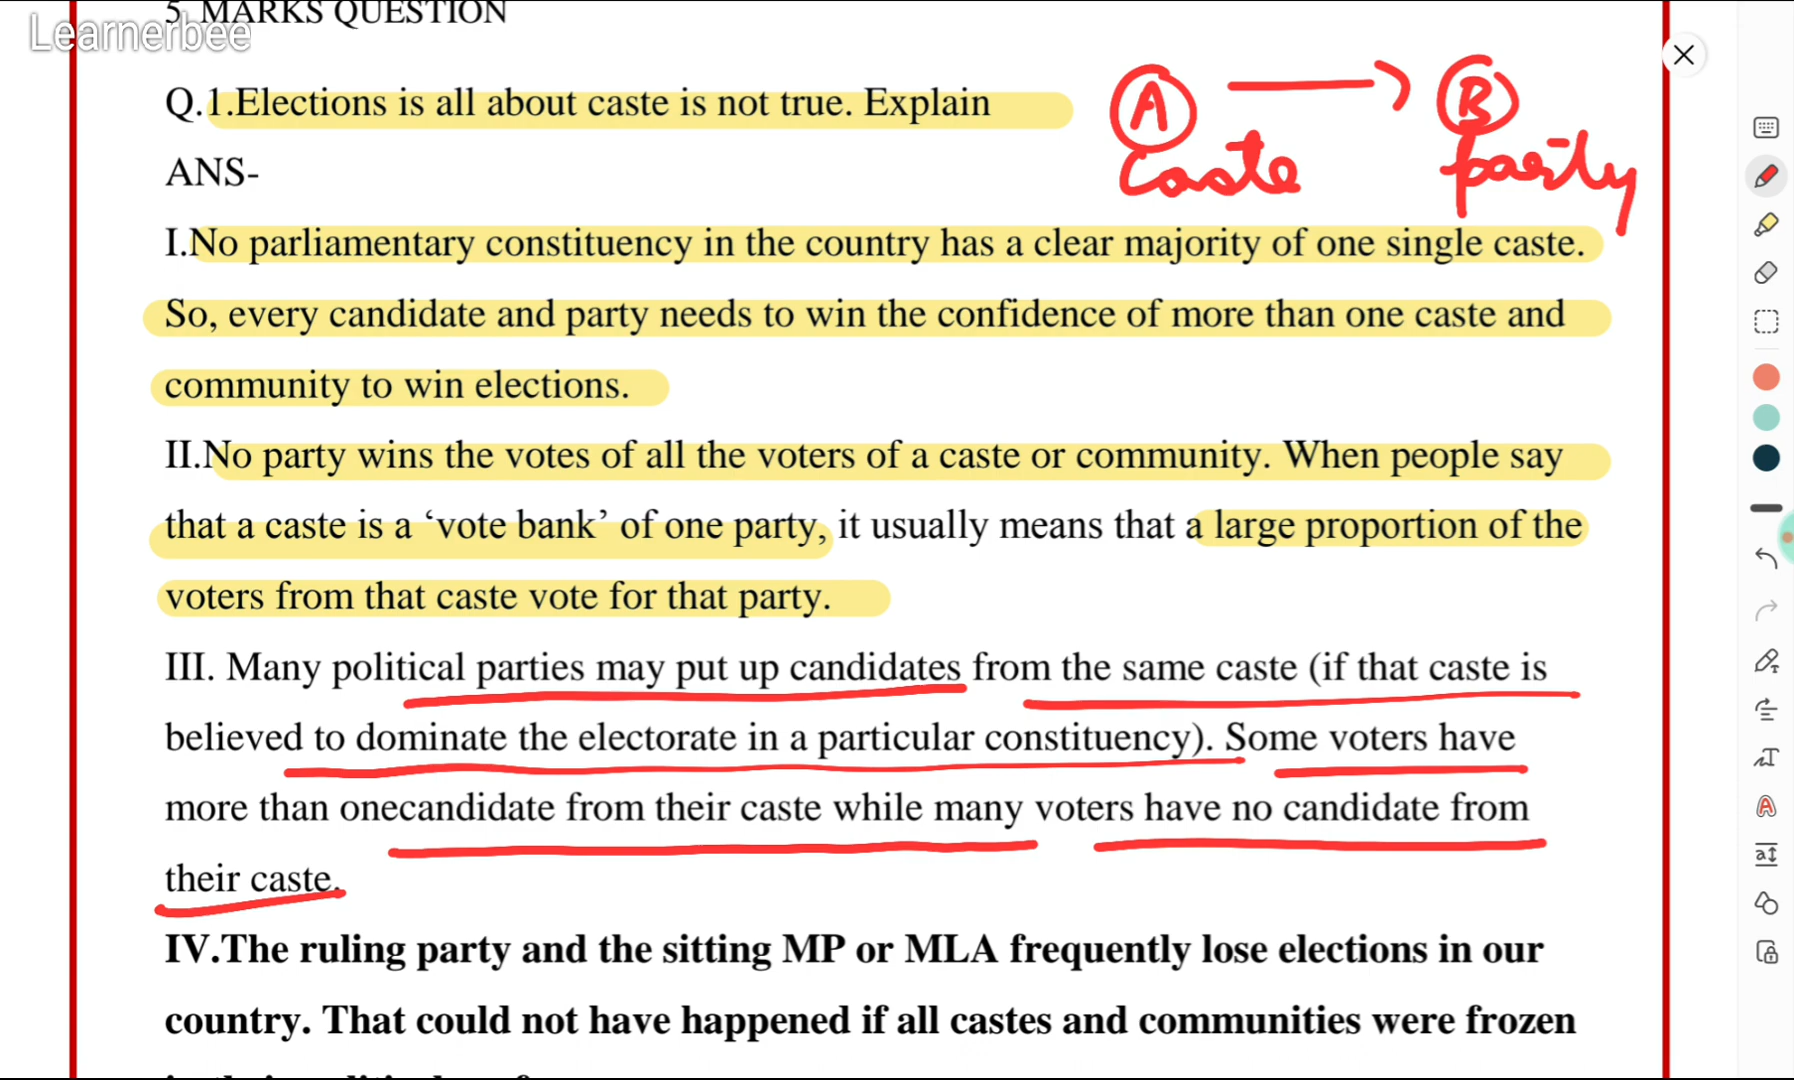 5 MARKS QUESTION
Learnerbee
Q.1.Elections is all about caste is not true. Explain
A → B
Caste party
ANS-
I.No parliamentary constituency in the country has a clear majority of one single caste.
So, every candidate and party needs to win the confidence of more than one caste and
community to win elections.
II.No party wins the votes of all the voters of a caste or community. When people say
that a caste is a ‘vote bank’ of one party, it usually means that a large proportion of the
voters from that caste vote for that party.
III. Many political parties may put up candidates from the same caste (if that caste is
believed to dominate the electorate in a particular constituency). Some voters have
more than onecandidate from their caste while many voters have no candidate from
their caste.
IV.The ruling party and the sitting MP or MLA frequently lose elections in our
country. That could not have happened if all castes and communities were frozen